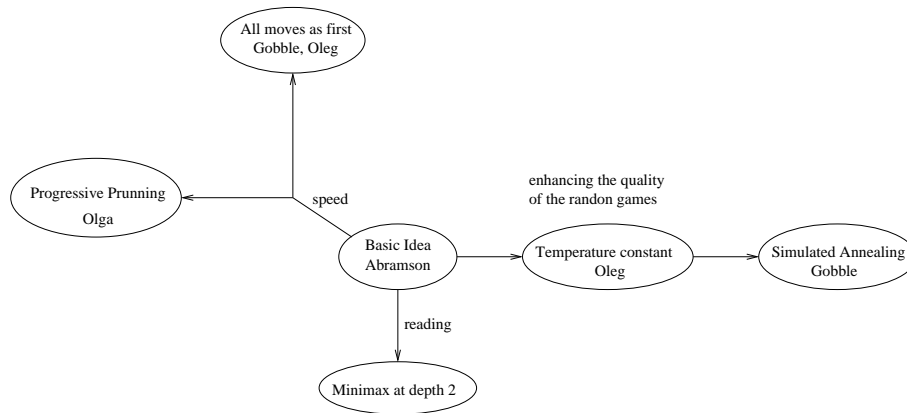 All moves as first
Gobble, Oleg
Progressive Prunning
Olga
speed
enhancing the quality
of the randon games
Basic Idea
Abramson
Temperature constant
Oleg
Simulated Annealing
Gobble
reading
Minimax at depth 2